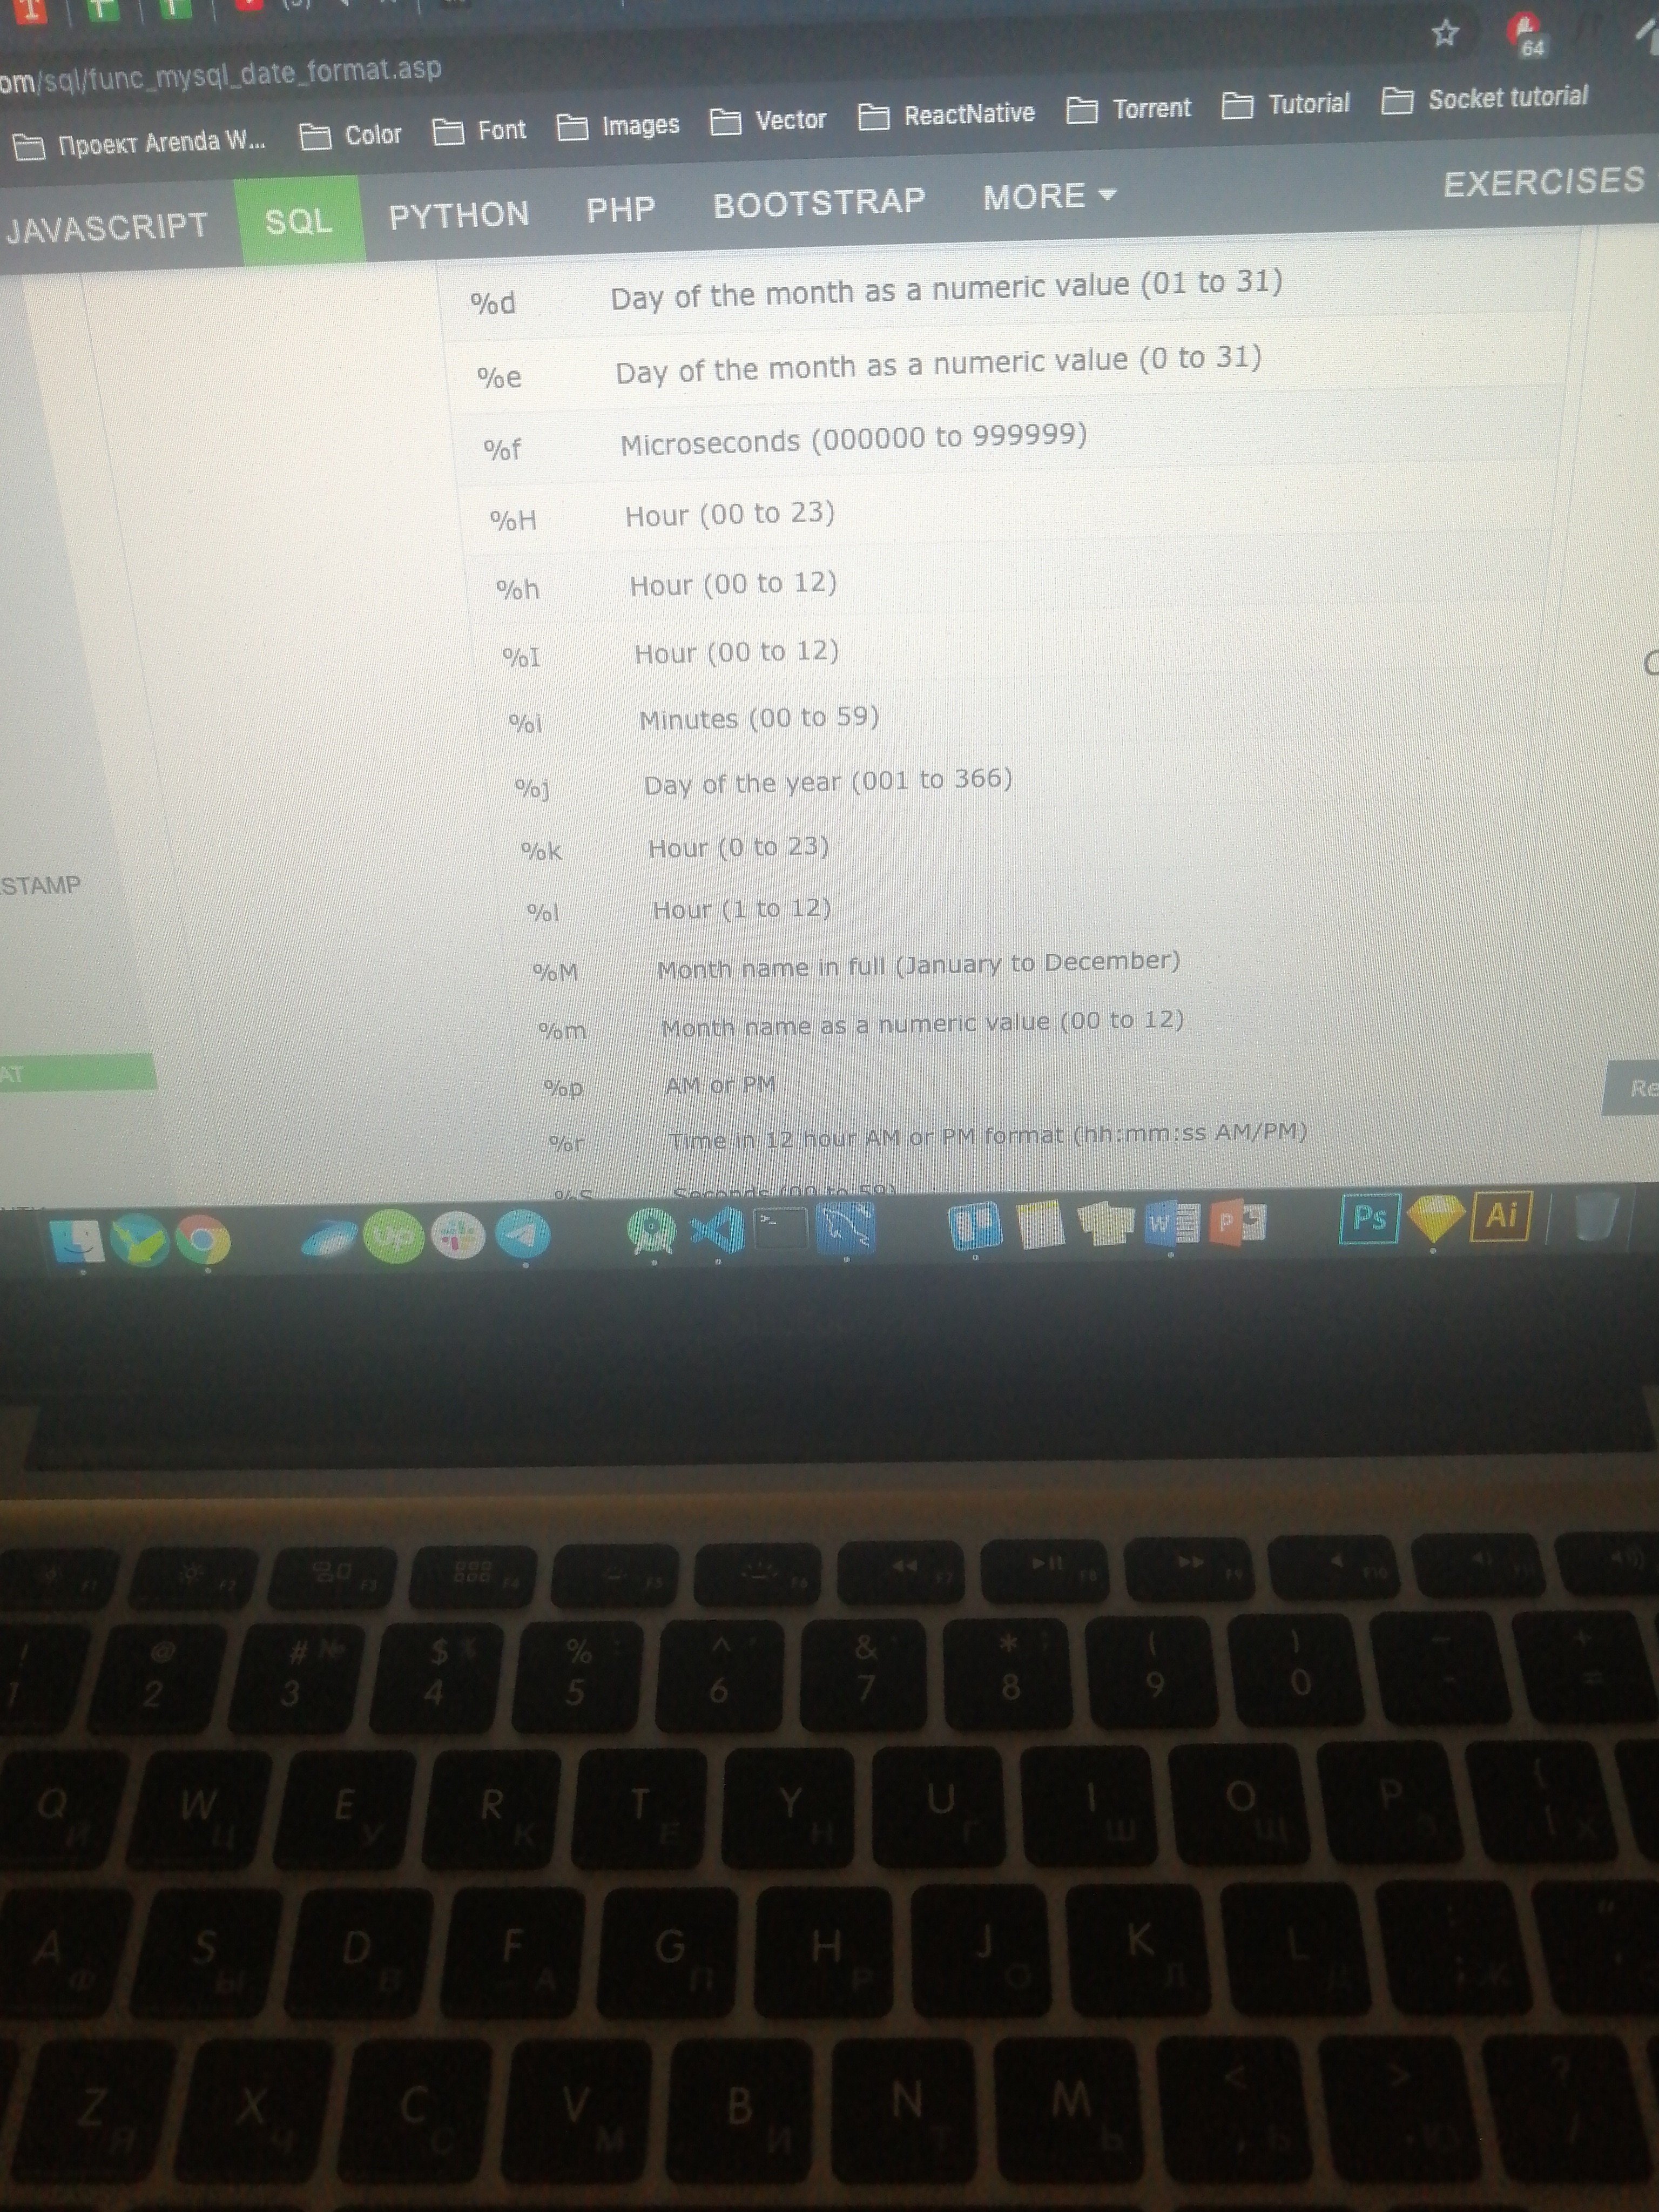 (3)
64
om/sql/func_mysql_date_format.asp
Проект Arenda W... Color Font Images Vector ReactNative Torrent Tutorial Socket tutorial
JAVASCRIPT SQL PYTHON PHP BOOTSTRAP MORE EXERCISES
%d Day of the month as a numeric value (01 to 31)
%e Day of the month as a numeric value (0 to 31)
%f Microseconds (000000 to 999999)
%H Hour (00 to 23)
%h Hour (00 to 12)
%I Hour (00 to 12)
%i Minutes (00 to 59)
%j Day of the year (001 to 366)
%k Hour (0 to 23)
STAMP
%l Hour (1 to 12)
%M Month name in full (January to December)
%m Month name as a numeric value (00 to 12)
AT
%p AM or PM
Re
%r Time in 12 hour AM or PM format (hh:mm:ss AM/PM)
%S Seconds (00 to 59)
Up W P Ps Ai
F1 F2 F3 F4 F5 F6 F7 F8 F9 F10
! @ # № $ % ^ & * ( ) _ +
1 2 3 4 5 6 7 8 9 0 - =
Q W E R T Y U I O P {
Й Ц У К Е Н Г Ш Щ З [ Х
A S D F G H J K L : "
Ф Ы В А П Р О Л Д ; Ж '
Z X C V B N M < > ?
Я Ч С М И Т Ь , Б . Ю /